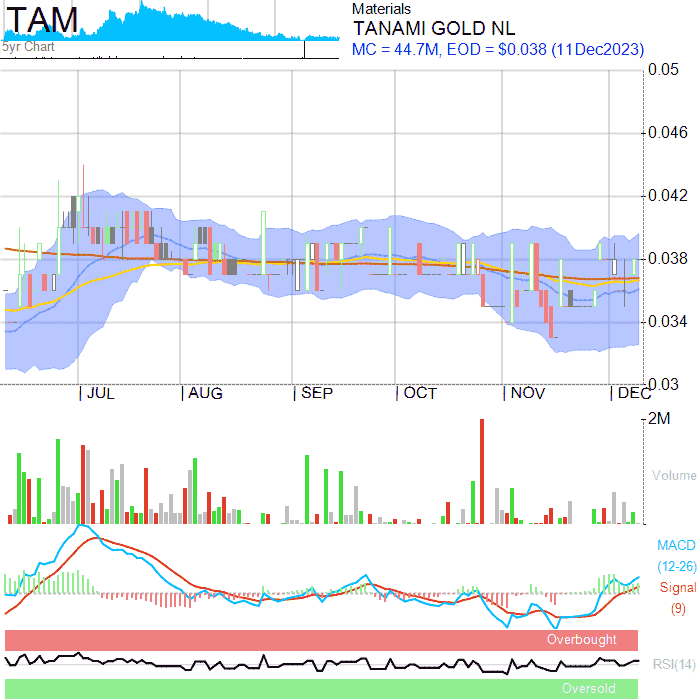 TAM
5yr Chart
Materials
TANAMI GOLD NL
MC = 44.7M, EOD = $0.038 (11Dec2023)
0.05
0.046
0.042
0.038
0.034
0.03
JUL AUG SEP OCT NOV DEC
2M
Volume
MACD
(12-26)
Signal
(9)
Overbought
RSI(14)
Oversold